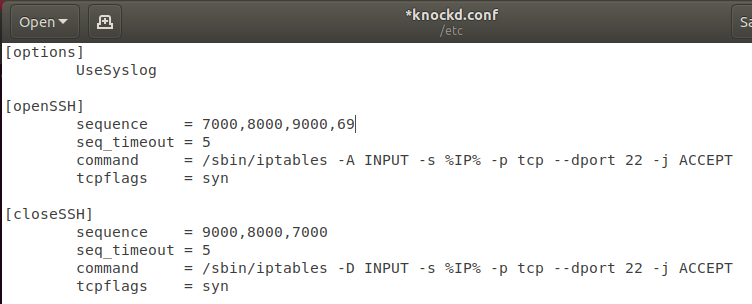 Open
*knockd.conf
/etc
[options]
UseSyslog
[openSSH]
sequence = 7000,8000,9000,69
seq_timeout = 5
command = /sbin/iptables -A INPUT -s %IP% -p tcp --dport 22 -j ACCEPT
tcpflags = syn
[closeSSH]
sequence = 9000,8000,7000
seq_timeout = 5
command = /sbin/iptables -D INPUT -s %IP% -p tcp --dport 22 -j ACCEPT
tcpflags = syn